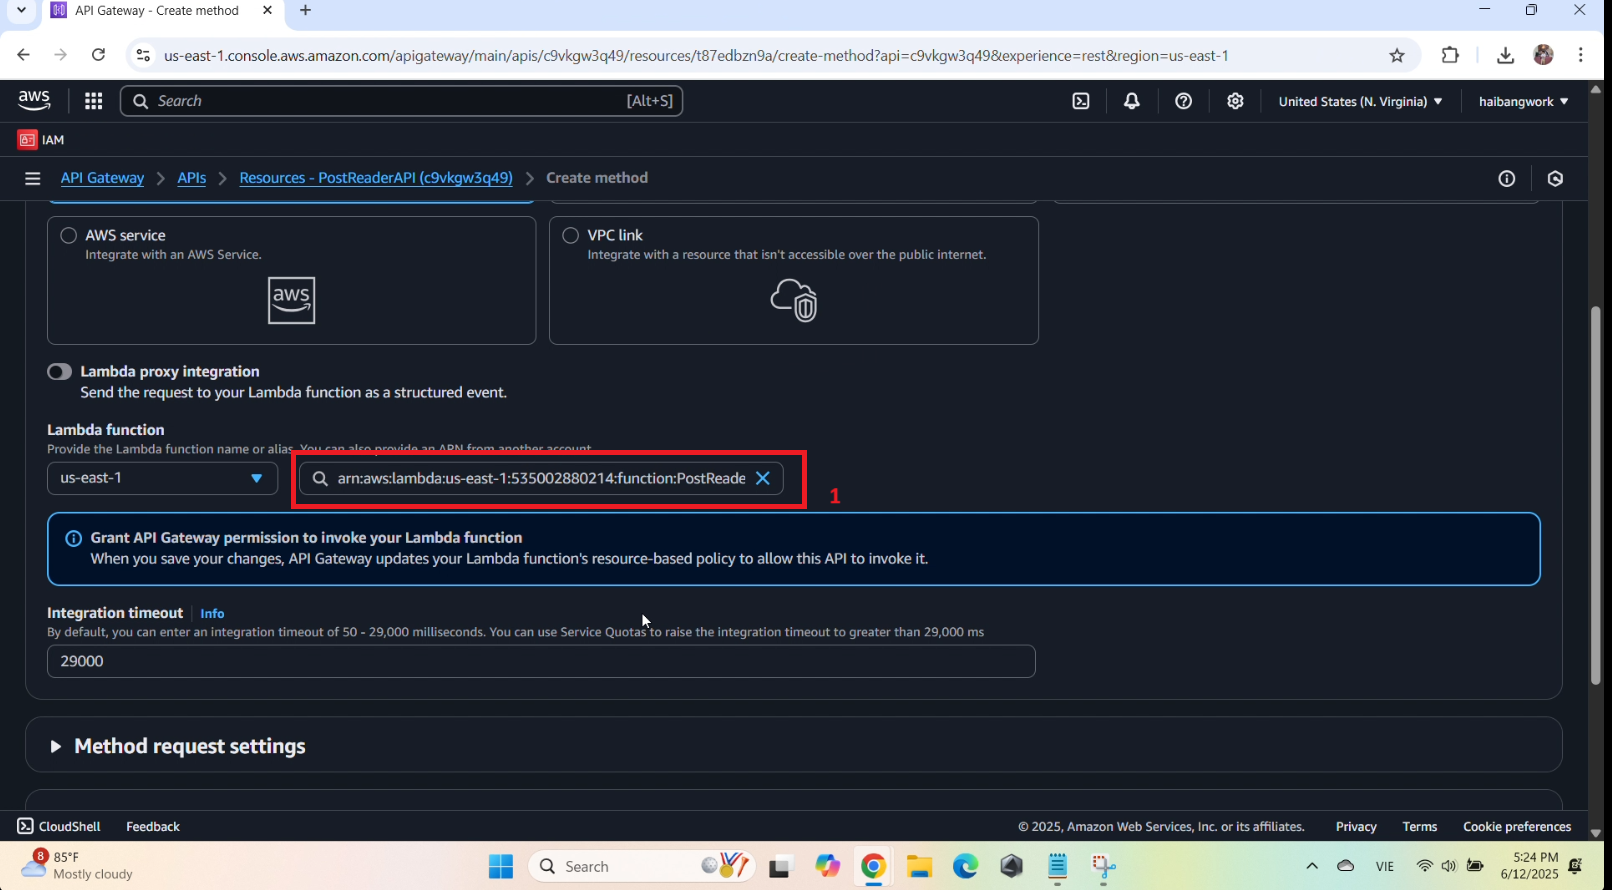 API Gateway - Create method
us-east-1.console.aws.amazon.com/apigateway/main/apis/c9vkgw3q49/resources/t87edbzn9a/create-method?api=c9vkgw3q49&experience=rest&region=us-east-1
aws
Search
[Alt+S]
United States (N. Virginia)
haibangwork
IAM
API Gateway
APIs
Resources - PostReaderAPI (c9vkgw3q49)
Create method
AWS service
Integrate with an AWS Service.
aws
VPC link
Integrate with a resource that isn't accessible over the public internet.
Lambda proxy integration
Send the request to your Lambda function as a structured event.
Lambda function
Provide the Lambda function name or alias. You can also provide an ARN from another account.
us-east-1
arn:aws:lambda:us-east-1:535002880214:function:PostReade
1
Grant API Gateway permission to invoke your Lambda function
When you save your changes, API Gateway updates your Lambda function's resource-based policy to allow this API to invoke it.
Integration timeout
Info
By default, you can enter an integration timeout of 50 - 29,000 milliseconds. You can use Service Quotas to raise the integration timeout to greater than 29,000 ms
29000
Method request settings
CloudShell
Feedback
© 2025, Amazon Web Services, Inc. or its affiliates.
Privacy
Terms
Cookie preferences
8
85°F
Mostly cloudy
Search
VIE
5:24 PM
6/12/2025